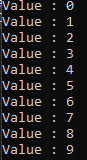 Value : 0
Value : 1
Value : 2
Value : 3
Value : 4
Value : 5
Value : 6
Value : 7
Value : 8
Value : 9